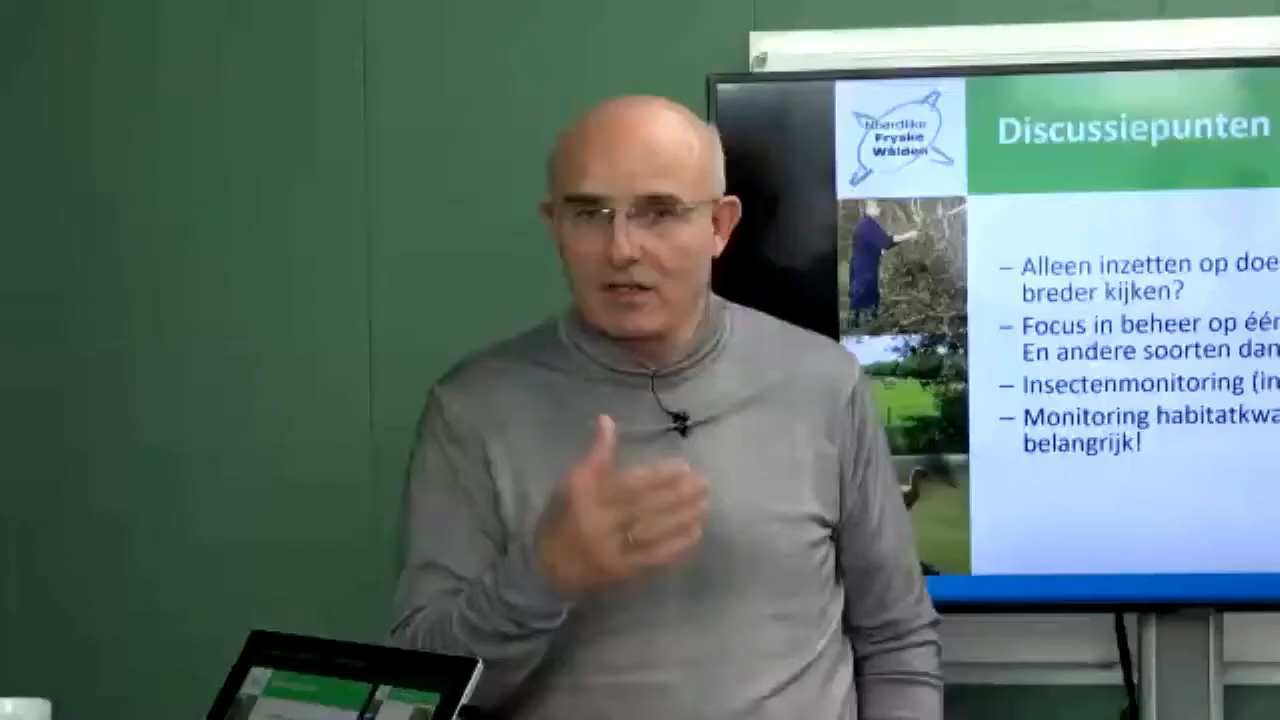 Noardlike
Fryske
Wâlden
Discussiepunten
– Alleen inzetten op doe
breder kijken?
– Focus in beheer op één
En andere soorten dan
– Insectenmonitoring (in
– Monitoring habitatkwa
belangrijk!